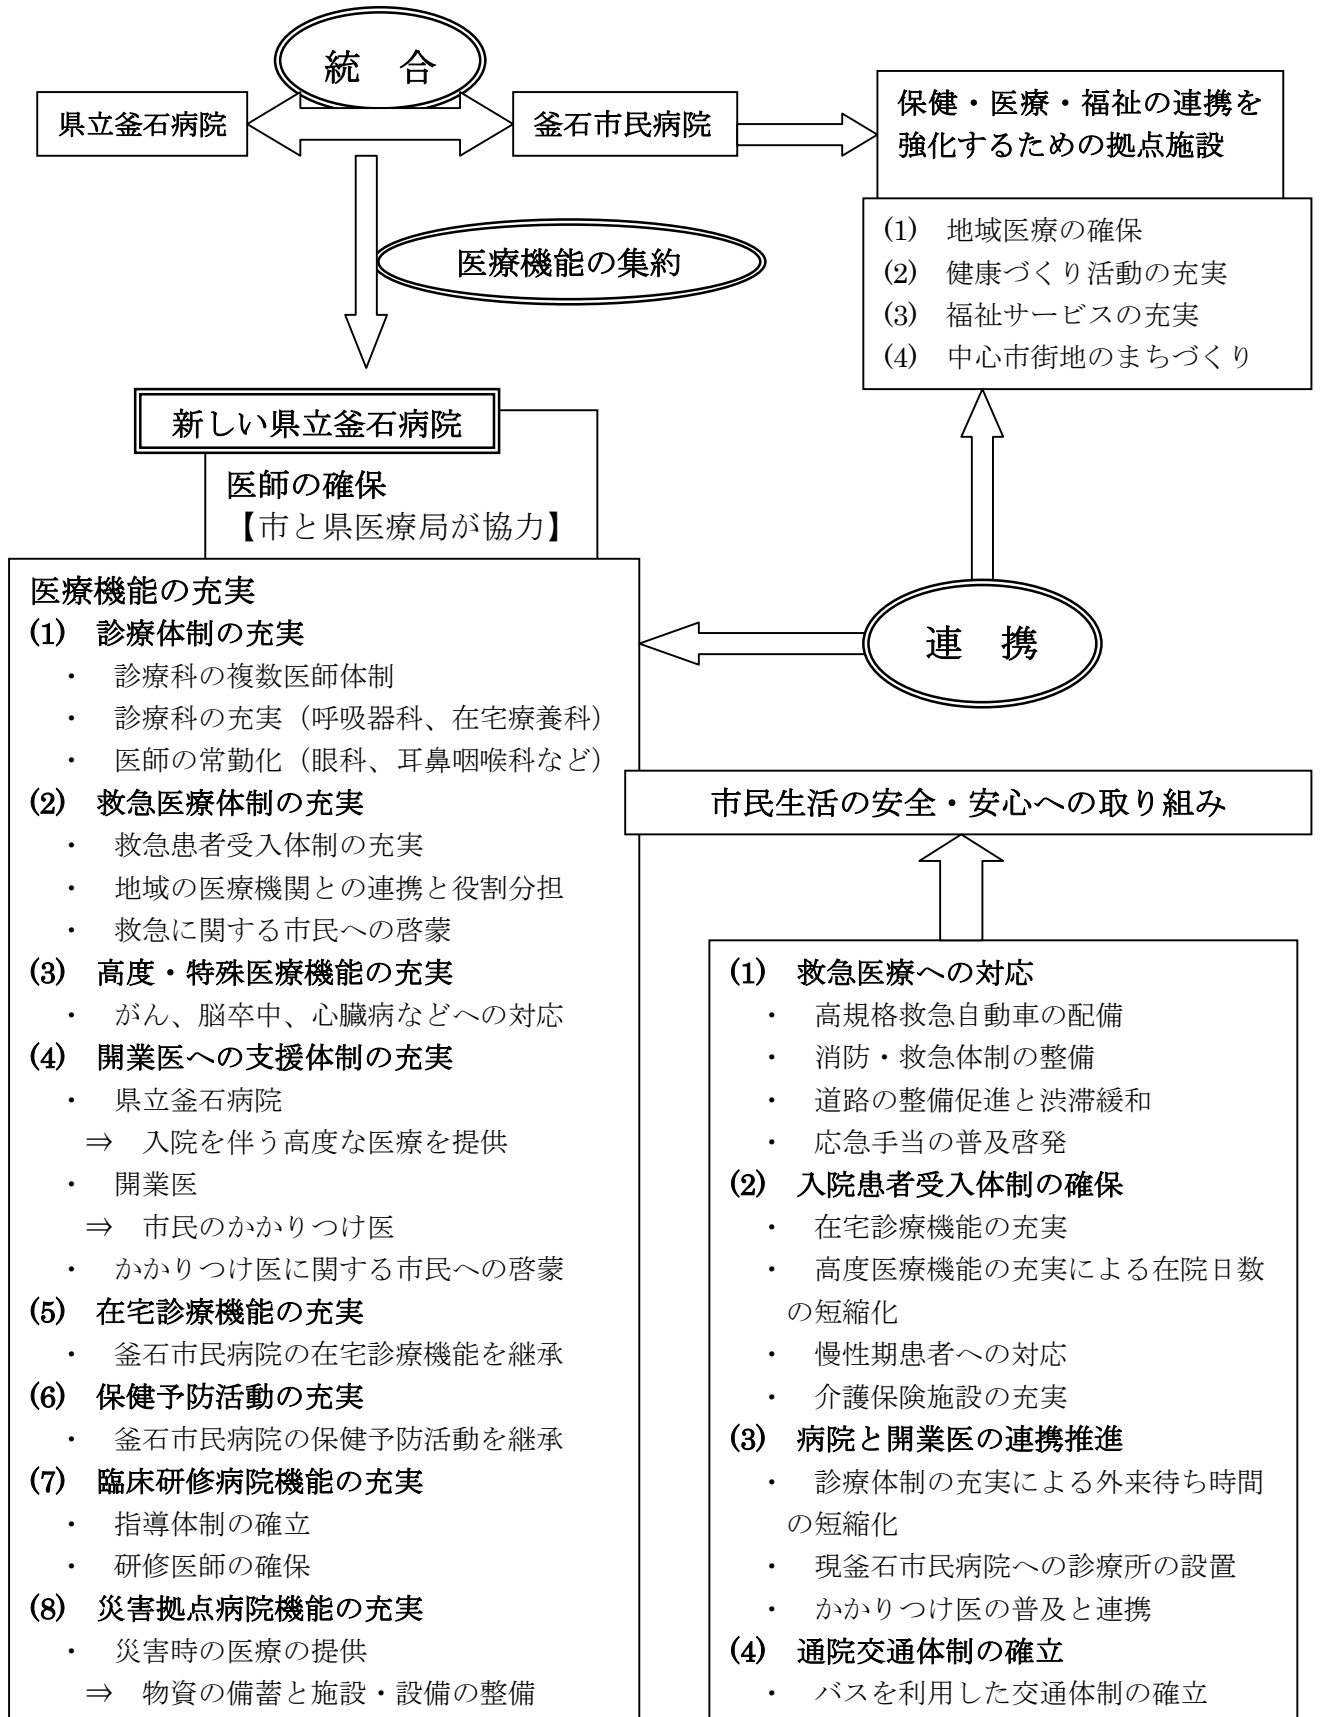 統　合
県立釜石病院
釜石市民病院
保健・医療・福祉の連携を
強化するための拠点施設
(1)　地域医療の確保
(2)　健康づくり活動の充実
(3)　福祉サービスの充実
(4)　中心市街地のまちづくり
医療機能の集約
新しい県立釜石病院
医師の確保
【市と県医療局が協力】
医療機能の充実
(1)　診療体制の充実
・　診療科の複数医師体制
・　診療科の充実（呼吸器科、在宅療養科）
・　医師の常勤化（眼科、耳鼻咽喉科など）
(2)　救急医療体制の充実
・　救急患者受入体制の充実
・　地域の医療機関との連携と役割分担
・　救急に関する市民への啓蒙
(3)　高度・特殊医療機能の充実
・　がん、脳卒中、心臓病などへの対応
(4)　開業医への支援体制の充実
・　県立釜石病院
⇒　入院を伴う高度な医療を提供
・　開業医
⇒　市民のかかりつけ医
・　かかりつけ医に関する市民への啓蒙
(5)　在宅診療機能の充実
・　釜石市民病院の在宅診療機能を継承
(6)　保健予防活動の充実
・　釜石市民病院の保健予防活動を継承
(7)　臨床研修病院機能の充実
・　指導体制の確立
・　研修医師の確保
(8)　災害拠点病院機能の充実
・　災害時の医療の提供
⇒　物資の備蓄と施設・設備の整備
連　携
市民生活の安全・安心への取り組み
(1)　救急医療への対応
・　高規格救急自動車の配備
・　消防・救急体制の整備
・　道路の整備促進と渋滞緩和
・　応急手当の普及啓発
(2)　入院患者受入体制の確保
・　在宅診療機能の充実
・　高度医療機能の充実による在院日数
の短縮化
・　慢性期患者への対応
・　介護保険施設の充実
(3)　病院と開業医の連携推進
・　診療体制の充実による外来待ち時間
の短縮化
・　現釜石市民病院への診療所の設置
・　かかりつけ医の普及と連携
(4)　通院交通体制の確立
・　バスを利用した交通体制の確立